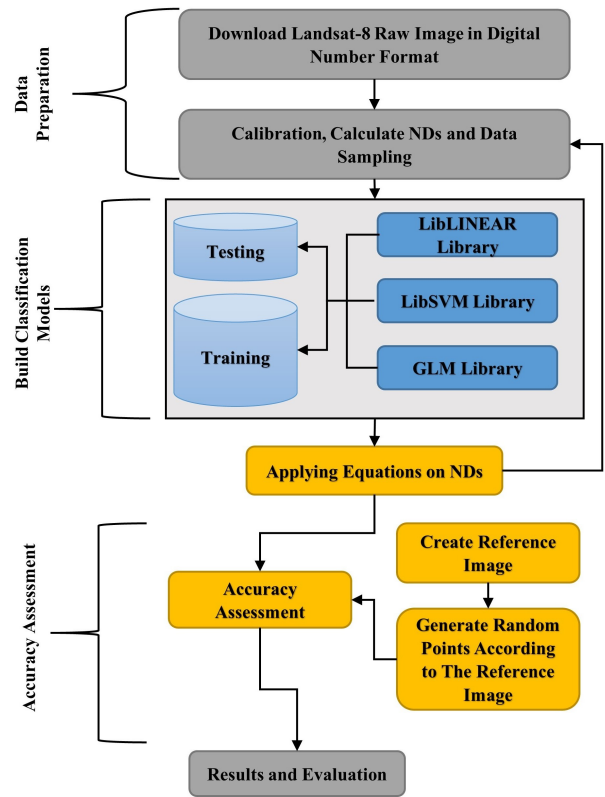 Data
Preparation
Download Landsat-8 Raw Image in Digital
Number Format
Calibration, Calculate NDs and Data
Sampling
Build Classification
Models
Testing
Training
LibLINEAR
Library
LibSVM Library
GLM Library
Applying Equations on NDs
Accuracy Assessment
Accuracy
Assessment
Create Reference
Image
Generate Random
Points According
to The Reference
Image
Results and Evaluation